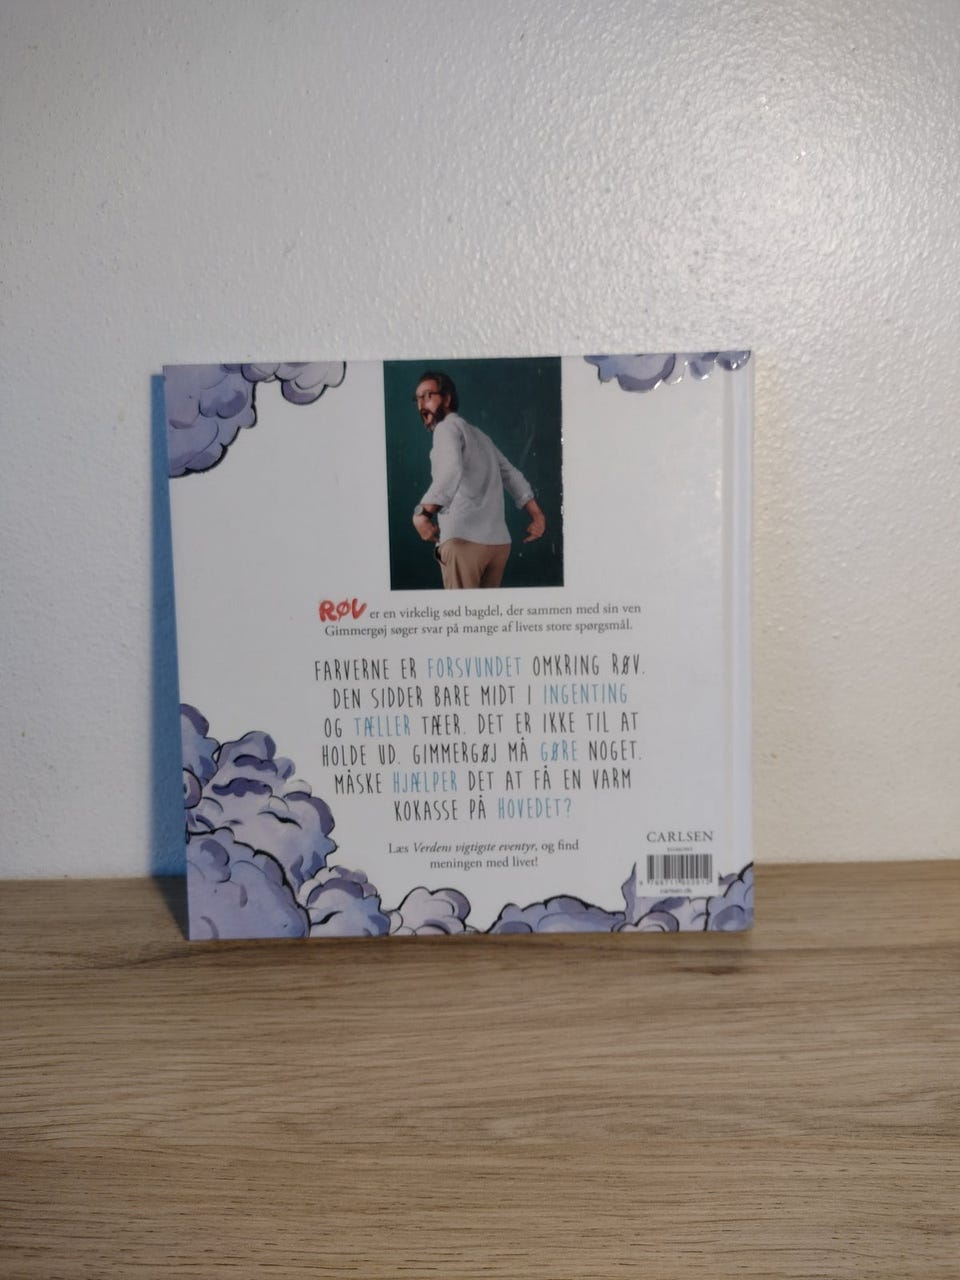 RØV er en virkelig sød bagdel, der sammen med sin ven
Gimmergøj søger svar på mange af livets store spørgsmål.
FARVERNE ER FORSVUNDET OMKRING RØV.
DEN SIDDER BARE MIDT I INGENTING
OG TÆLLER TÆER. DET ER IKKE TIL AT
HOLDE UD. GIMMERGØJ MÅ GØRE NOGET.
MÅSKE HJÆLPER DET AT FÅ EN VARM
KOKASSE PÅ HOVEDET?
Læs Verdens vigtigste eventyr, og find
meningen med livet!
CARLSEN
carlsen.dk